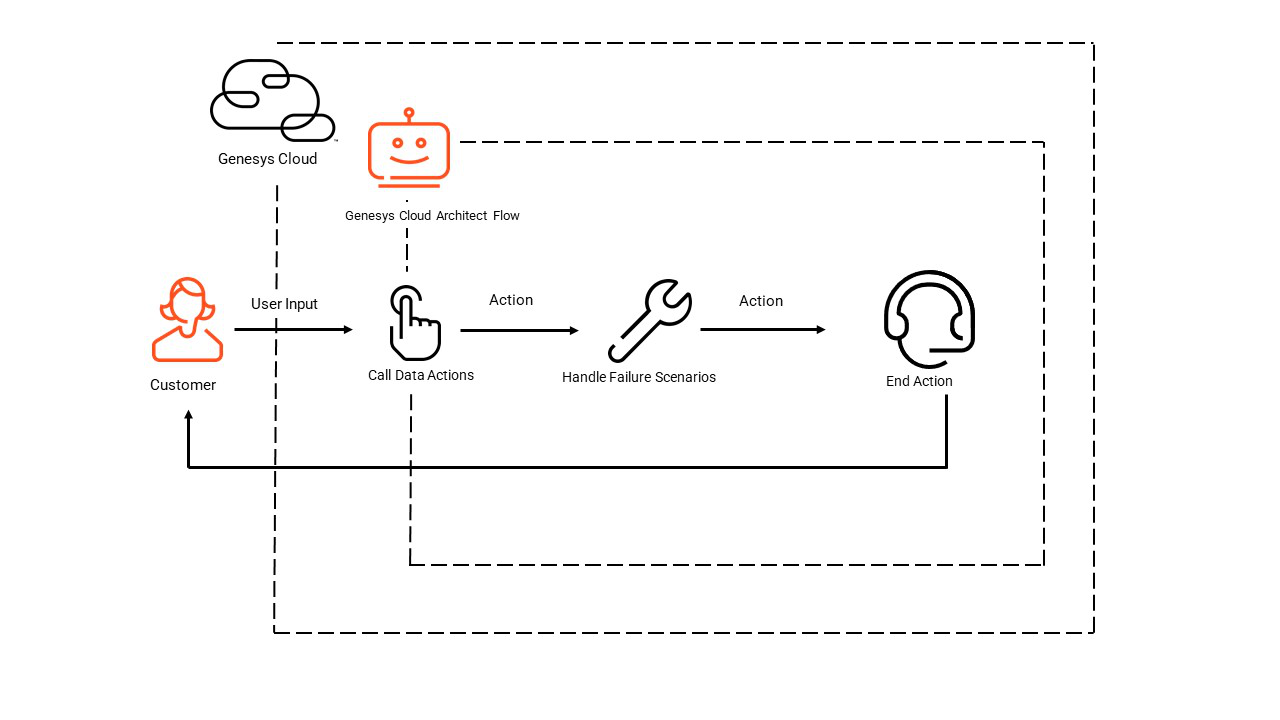 Genesys Cloud
Genesys Cloud Architect Flow
User Input
Action
Action
Customer
Call Data Actions
Handle Failure Scenarios
End Action